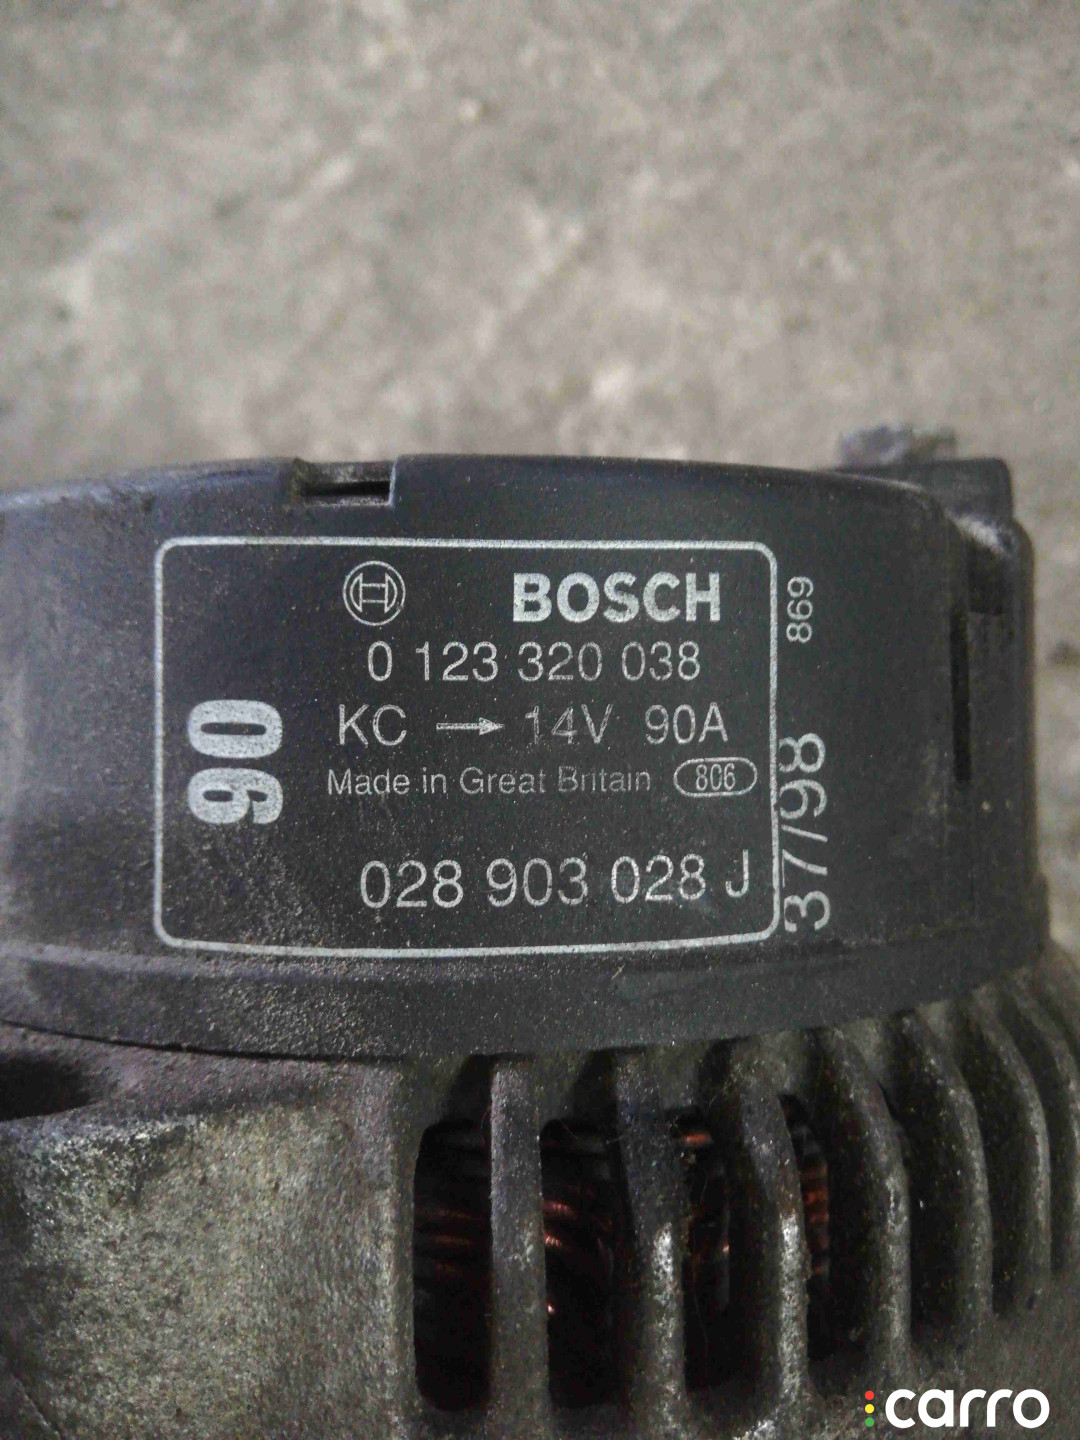 BOSCH
0 123 320 038
KC → 14V 90A
Made in Great Britain 806
028 903 028 J
90
869
37/98
carro